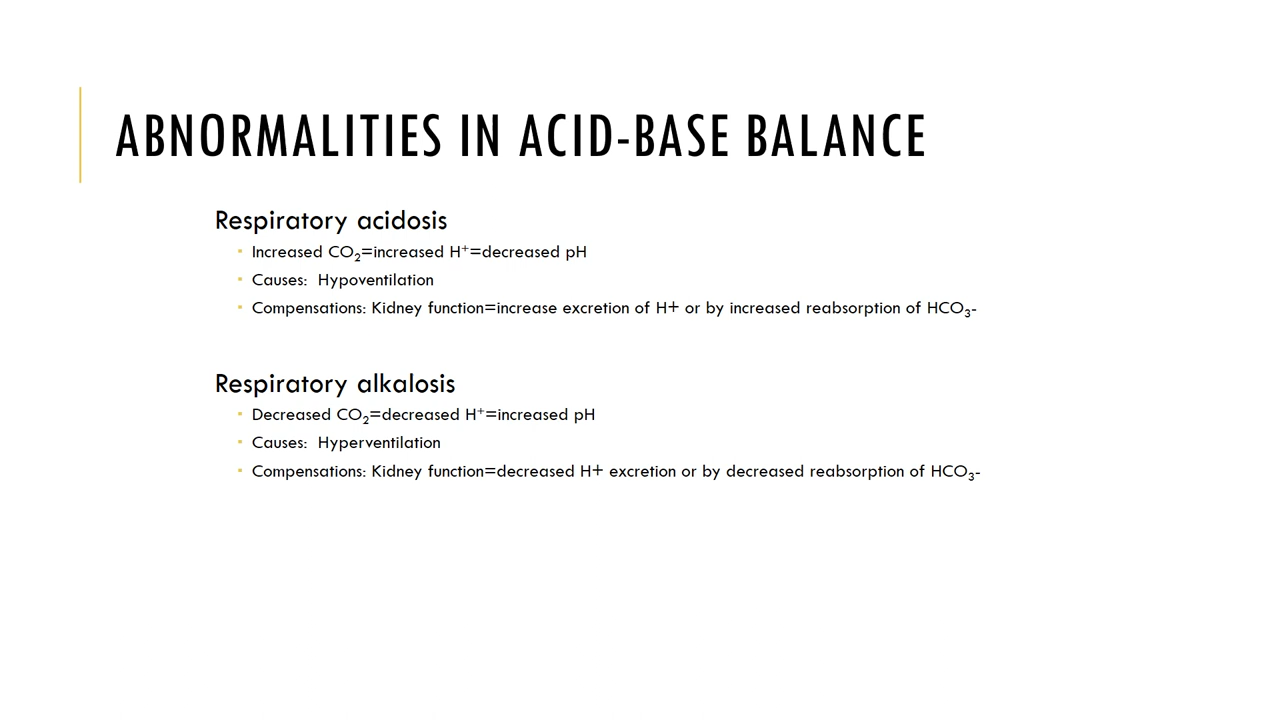 ABNORMALITIES IN ACID-BASE BALANCE
Respiratory acidosis
▪ Increased CO₂=increased H⁺=decreased pH
▪ Causes:  Hypoventilation
▪ Compensations: Kidney function=increase excretion of H+ or by increased reabsorption of HCO₃-
Respiratory alkalosis
▪ Decreased CO₂=decreased H⁺=increased pH
▪ Causes:  Hyperventilation
▪ Compensations: Kidney function=decreased H+ excretion or by decreased reabsorption of HCO₃-